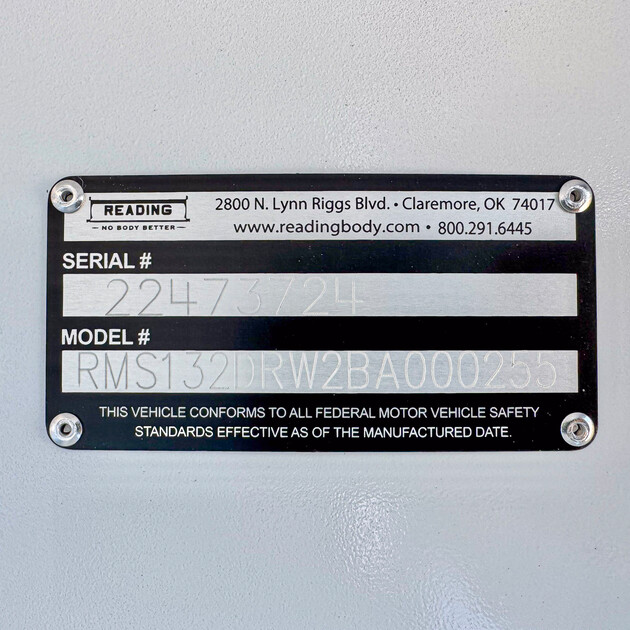 READING
NO BODY BETTER
2800 N. Lynn Riggs Blvd. • Claremore, OK 74017
www.readingbody.com • 800.291.6445
SERIAL #
22473724
MODEL #
RMS132DRW2BA000255
THIS VEHICLE CONFORMS TO ALL FEDERAL MOTOR VEHICLE SAFETY
STANDARDS EFFECTIVE AS OF THE MANUFACTURED DATE.